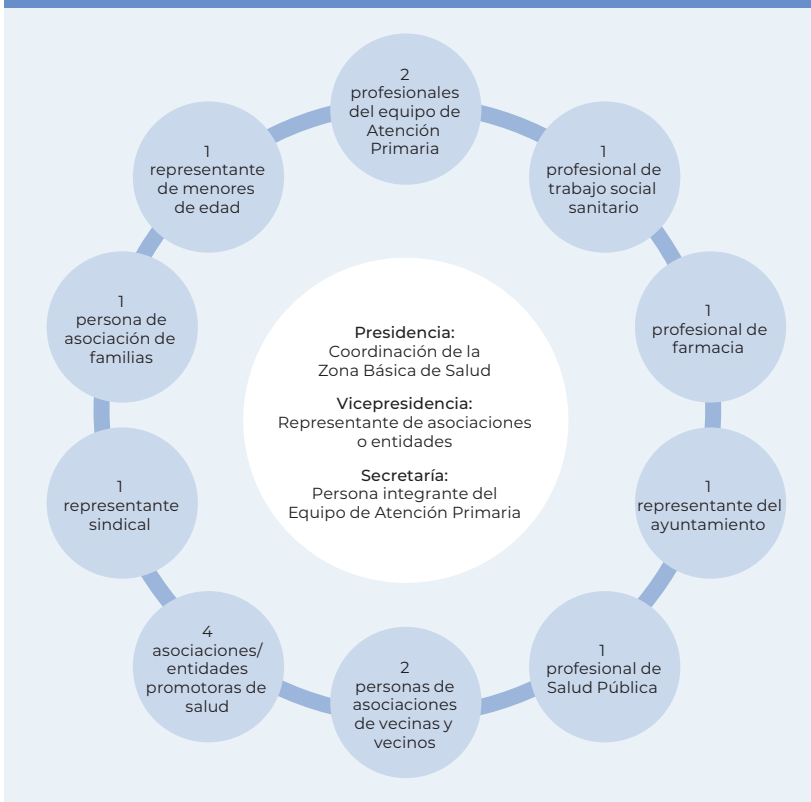 2
profesionales
del equipo de
Atención
Primaria
1
profesional de
trabajo social
sanitario
1
profesional de
farmacia
1
representante del
ayuntamiento
1
profesional de
Salud Pública
2
personas de
asociaciones
de vecinas y
vecinos
4
asociaciones/
entidades
promotoras de
salud
1
representante
sindical
1
persona de
asociación de
familias
1
representante
de menores
de edad
Presidencia:
Coordinación de la
Zona Básica de Salud
Vicepresidencia:
Representante de asociaciones
o entidades
Secretaría:
Persona integrante del
Equipo de Atención Primaria